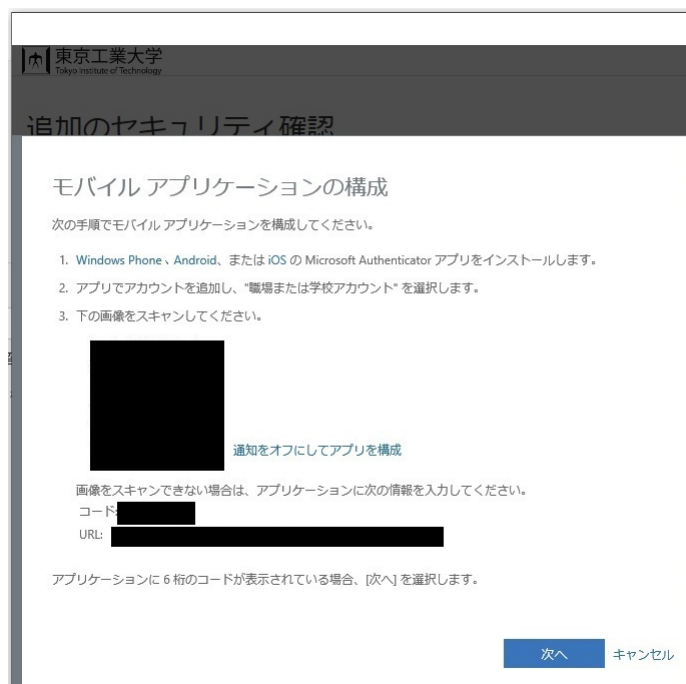 東京工業大学
Tokyo Institute of Technology
追加のセキュリティ確認
モバイル アプリケーションの構成
次の手順でモバイル アプリケーションを構成してください。
1. Windows Phone、Android、または iOS の Microsoft Authenticator アプリをインストールします。
2. アプリでアカウントを追加し、"職場または学校アカウント" を選択します。
3. 下の画像をスキャンしてください。
通知をオフにしてアプリを構成
画像をスキャンできない場合は、アプリケーションに次の情報を入力してください。
コード:
URL:
アプリケーションに 6 桁のコードが表示されている場合、[次へ] を選択します。
次へ キャンセル